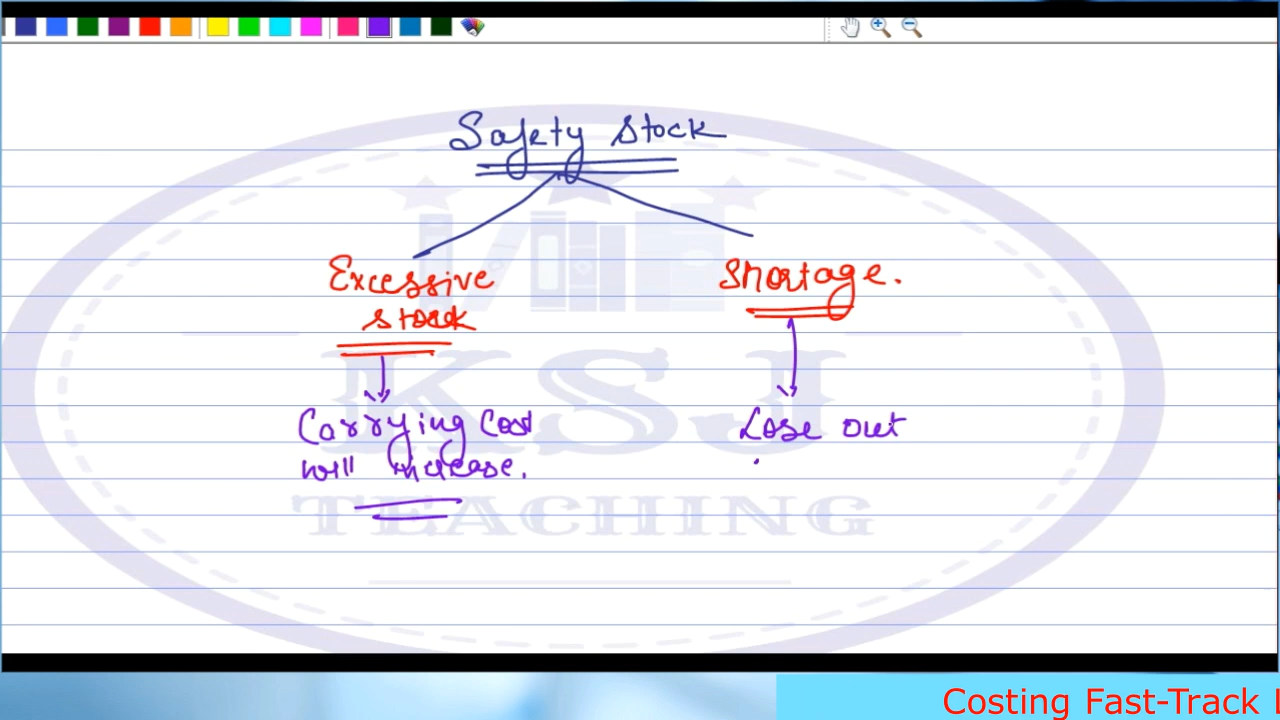 Safety Stock
Excessive
stock
Shortage.
Carrying Cost
will increase.
Lose out
KSJ
TEACHING
Costing Fast-Track